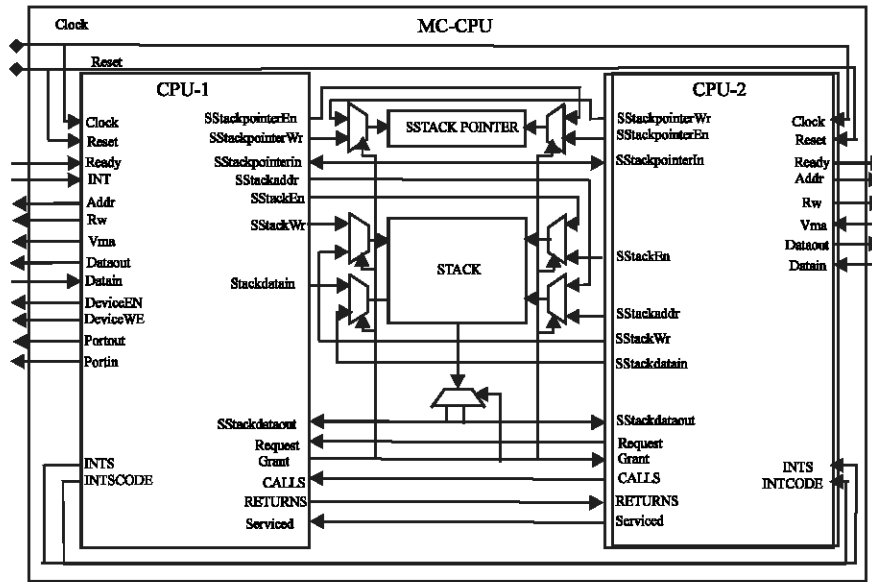 Clock
MC-CPU
Reset
CPU-1
Clock
Reset
Ready
INT
Addr
Rw
Vma
Dataout
Datain
DeviceEN
DeviceWE
Portout
Portin
INTS
INTSCODE
SStackpointerEn
SStackpointerWr
SStackpointerin
SStackaddr
SStackEn
SStackWr
Stackdatain
SStackdataout
Request
Grant
CALLS
RETURNS
Serviced
SSTACK POINTER
STACK
CPU-2
SStackpointerWr
SStackpointerEn
SStackpointerIn
SStackEn
SStackaddr
SStackWr
SStackdatain
SStackdataout
Request
Grant
CALLS
RETURNS
Serviced
Clock
Reset
Ready
Addr
Rw
Vma
Dataout
Datain
INTS
INTCODE